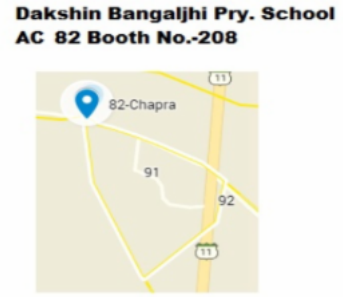 Dakshin Bangaljhi Pry. School
AC 82 Booth No.-208
11
82-Chapra
91
92
11